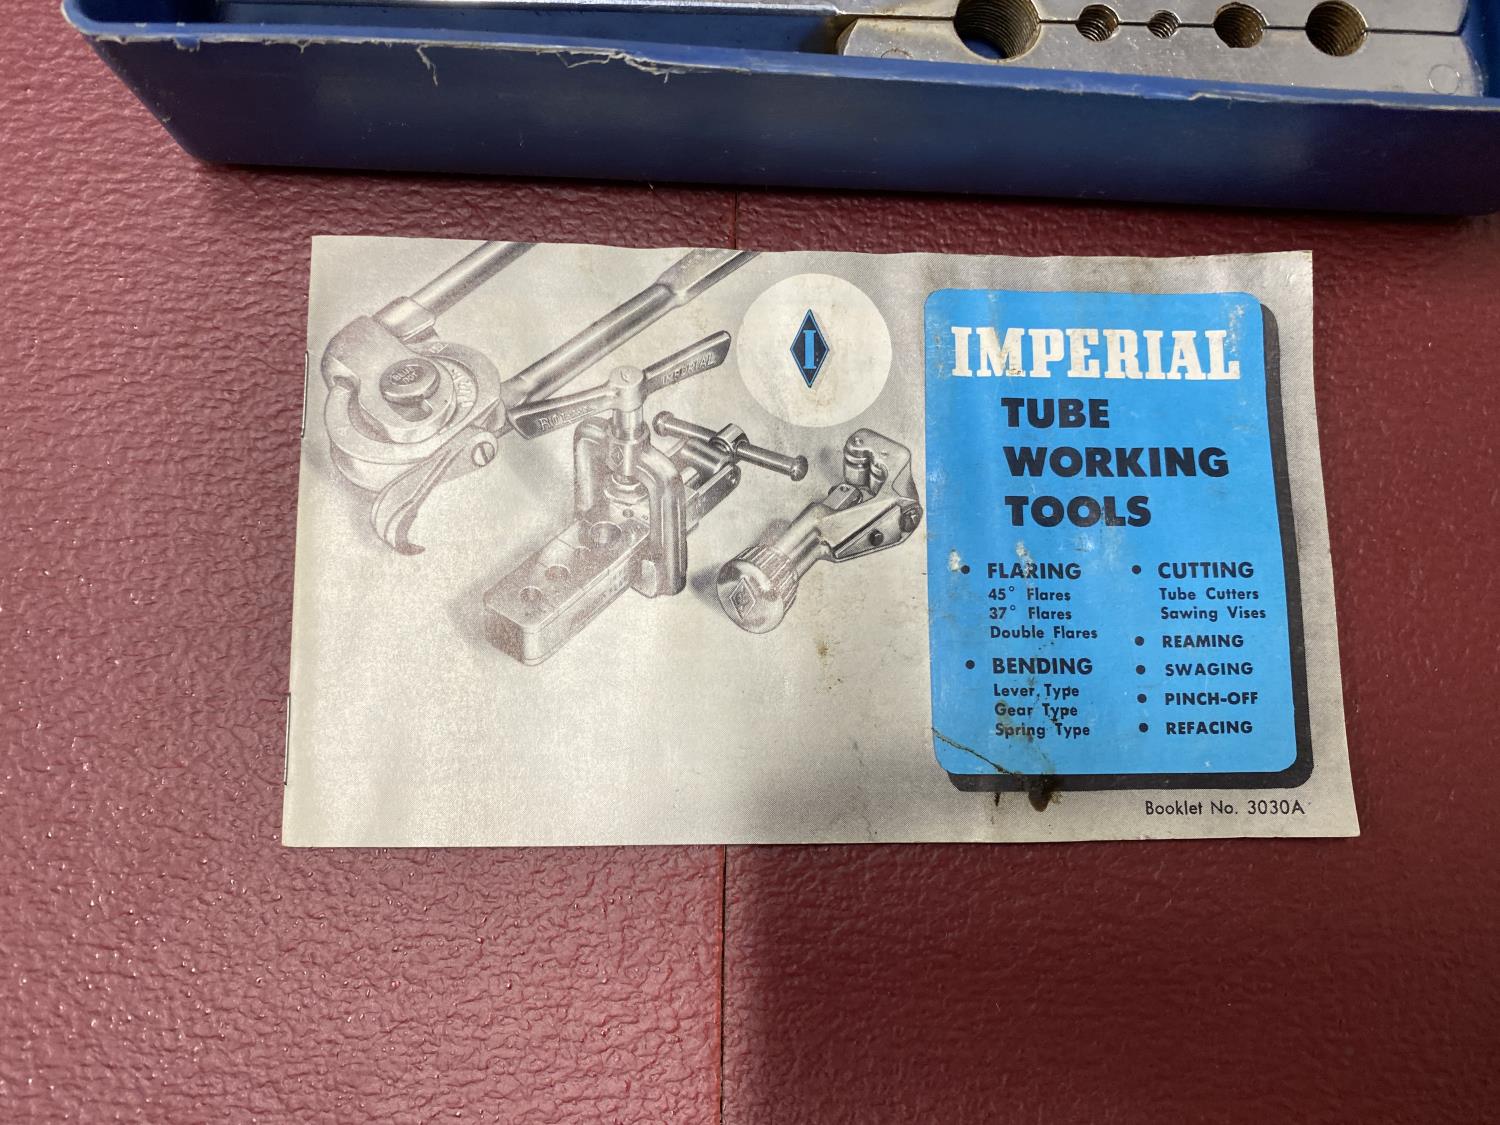 I
IMPERIAL
IMPERIAL
TUBE
WORKING
TOOLS
• FLARING
45° Flares
37° Flares
Double Flares
• BENDING
Lever Type
Gear Type
Spring Type
• CUTTING
Tube Cutters
Sawing Vises
• REAMING
• SWAGING
• PINCH-OFF
• REFACING
Booklet No. 3030A